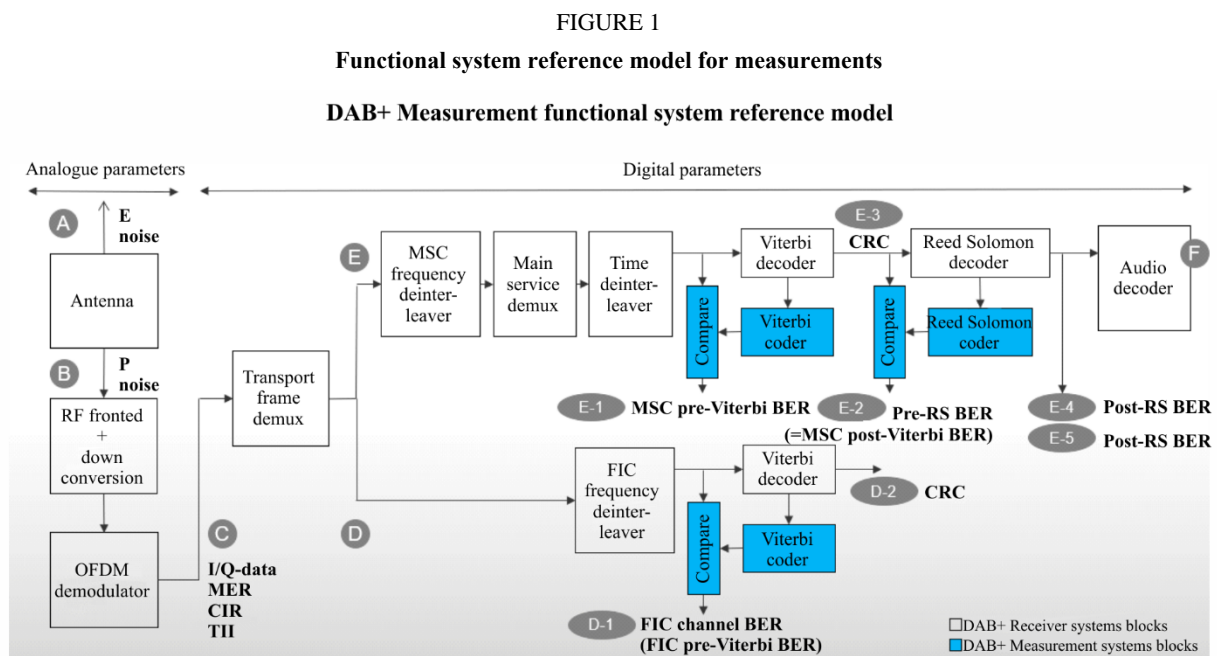 FIGURE 1
Functional system reference model for measurements
DAB+ Measurement functional system reference model
Analogue parameters
Digital parameters
A
E
noise
Antenna
B
P
noise
RF fronted
+
down
conversion
OFDM
demodulator
C
I/Q-data
MER
CIR
TII
Transport
frame
demux
E
MSC
frequency
deinter-
leaver
Main
service
demux
Time
deinter-
leaver
Compare
Viterbi
decoder
Viterbi
coder
E-3
CRC
Compare
Reed Solomon
decoder
Reed Solomon
coder
Audio
decoder
F
E-1 MSC pre-Viterbi BER
E-2 Pre-RS BER
(=MSC post-Viterbi BER)
E-4 Post-RS BER
E-5 Post-RS BER
D
FIC
frequency
deinter-
leaver
Compare
Viterbi
decoder
Viterbi
coder
D-2 CRC
D-1 FIC channel BER
(FIC pre-Viterbi BER)
DAB+ Receiver systems blocks
DAB+ Measurement systems blocks